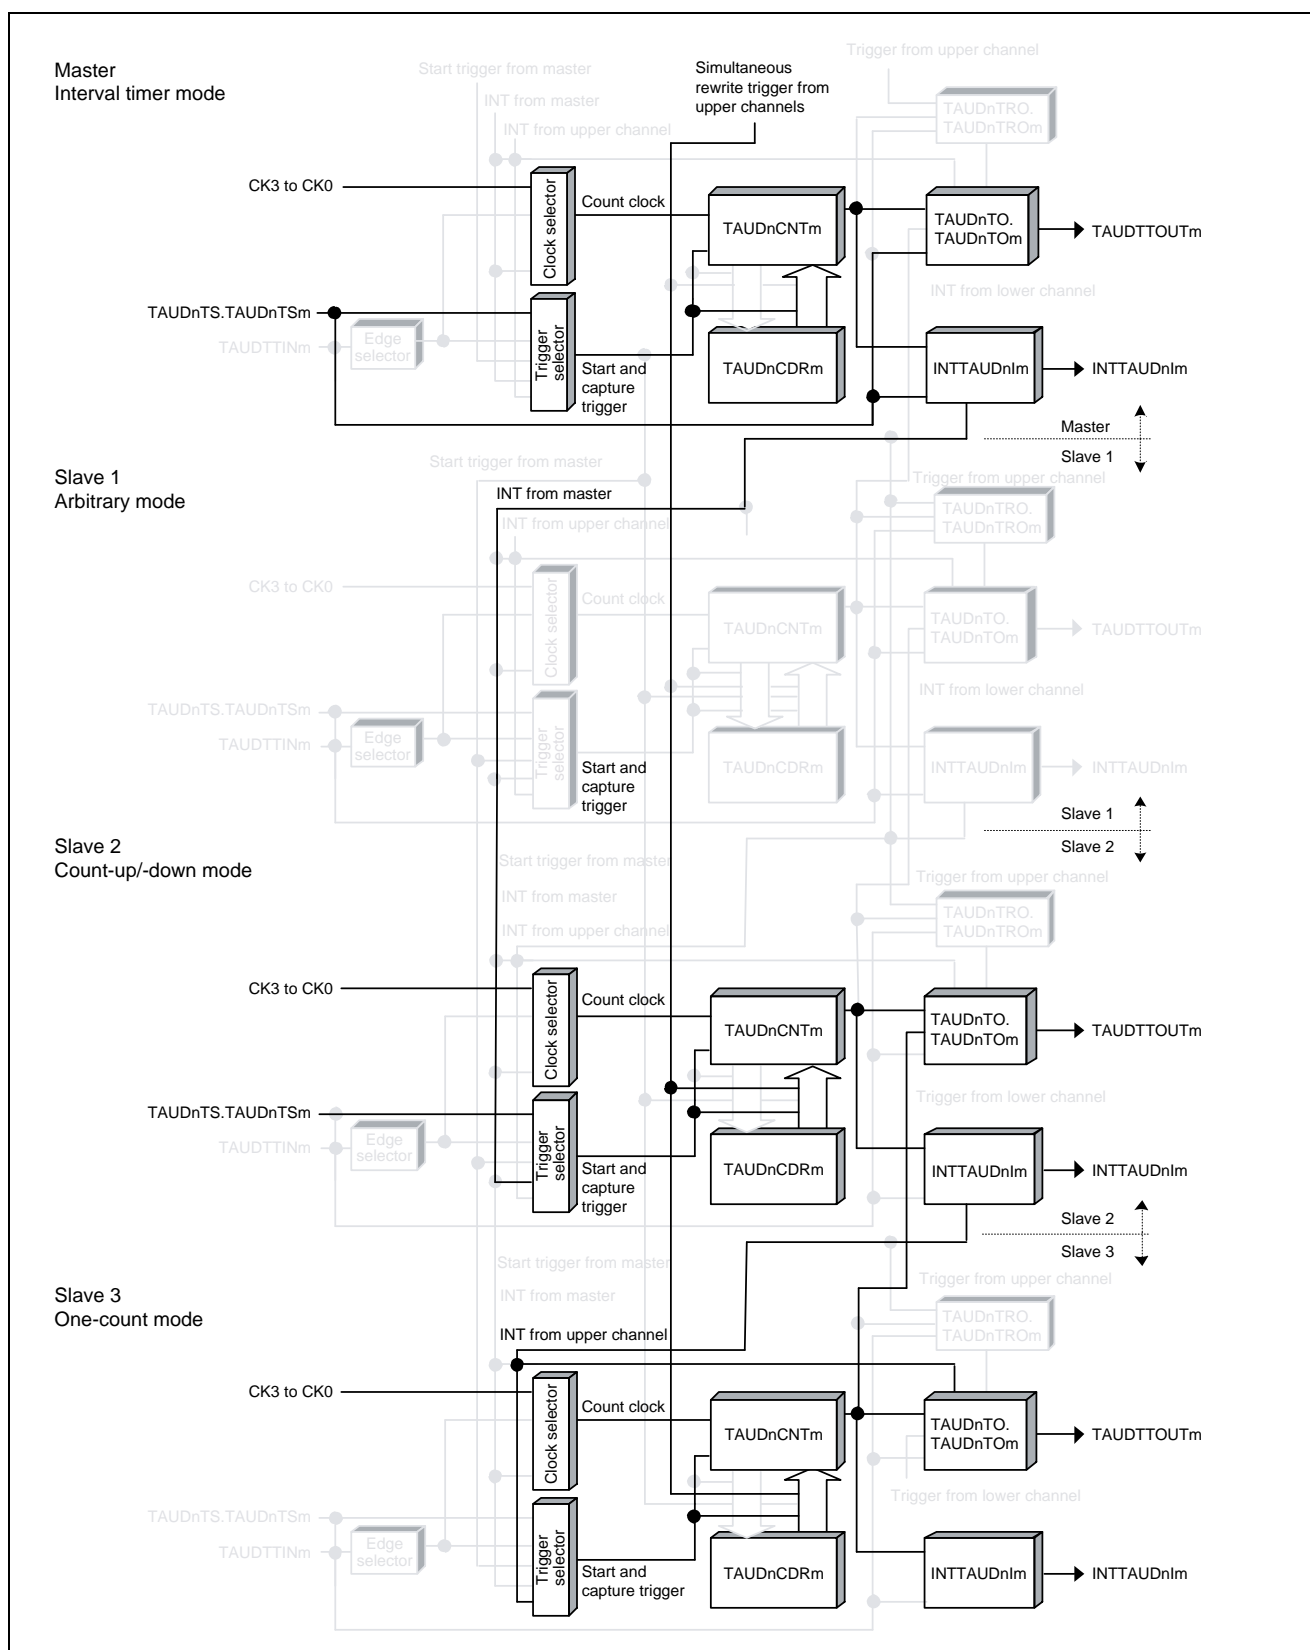 Master
Interval timer mode
Start trigger from master
INT from master
INT from upper channel
Simultaneous
rewrite trigger from
upper channels
Trigger from upper channel
TAUDnTRO.
TAUDnTROm
CK3 to CK0
Clock selector
Count clock
TAUDnCNTm
TAUDnTO.
TAUDnTOm
TAUDTTOUTm
INT from lower channel
TAUDnTS.TAUDnTSm
TAUDTTINm
Edge
selector
Trigger
selector
Start and
capture
trigger
TAUDnCDRm
INTTAUDnIm
INTTAUDnIm
Master
Slave 1
Slave 1
Arbitrary mode
Start trigger from master
INT from master
INT from upper channel
Trigger from upper channel
TAUDnTRO.
TAUDnTROm
CK3 to CK0
Clock selector
Count clock
TAUDnCNTm
TAUDnTO.
TAUDnTOm
TAUDTTOUTm
INT from lower channel
TAUDnTS.TAUDnTSm
TAUDTTINm
Edge
selector
Trigger
selector
Start and
capture
trigger
TAUDnCDRm
INTTAUDnIm
INTTAUDnIm
Slave 1
Slave 2
Slave 2
Count-up/-down mode
Start trigger from master
INT from master
INT from upper channel
Trigger from upper channel
TAUDnTRO.
TAUDnTROm
CK3 to CK0
Clock selector
Count clock
TAUDnCNTm
TAUDnTO.
TAUDnTOm
TAUDTTOUTm
Trigger from lower channel
TAUDnTS.TAUDnTSm
TAUDTTINm
Edge
selector
Trigger
selector
Start and
capture
trigger
TAUDnCDRm
INTTAUDnIm
INTTAUDnIm
Slave 2
Slave 3
Slave 3
One-count mode
Start trigger from master
INT from master
INT from upper channel
Trigger from upper channel
TAUDnTRO.
TAUDnTROm
CK3 to CK0
Clock selector
Count clock
TAUDnCNTm
TAUDnTO.
TAUDnTOm
TAUDTTOUTm
Trigger from lower channel
TAUDnTS.TAUDnTSm
TAUDTTINm
Edge
selector
Trigger
selector
Start and
capture trigger
TAUDnCDRm
INTTAUDnIm
INTTAUDnIm